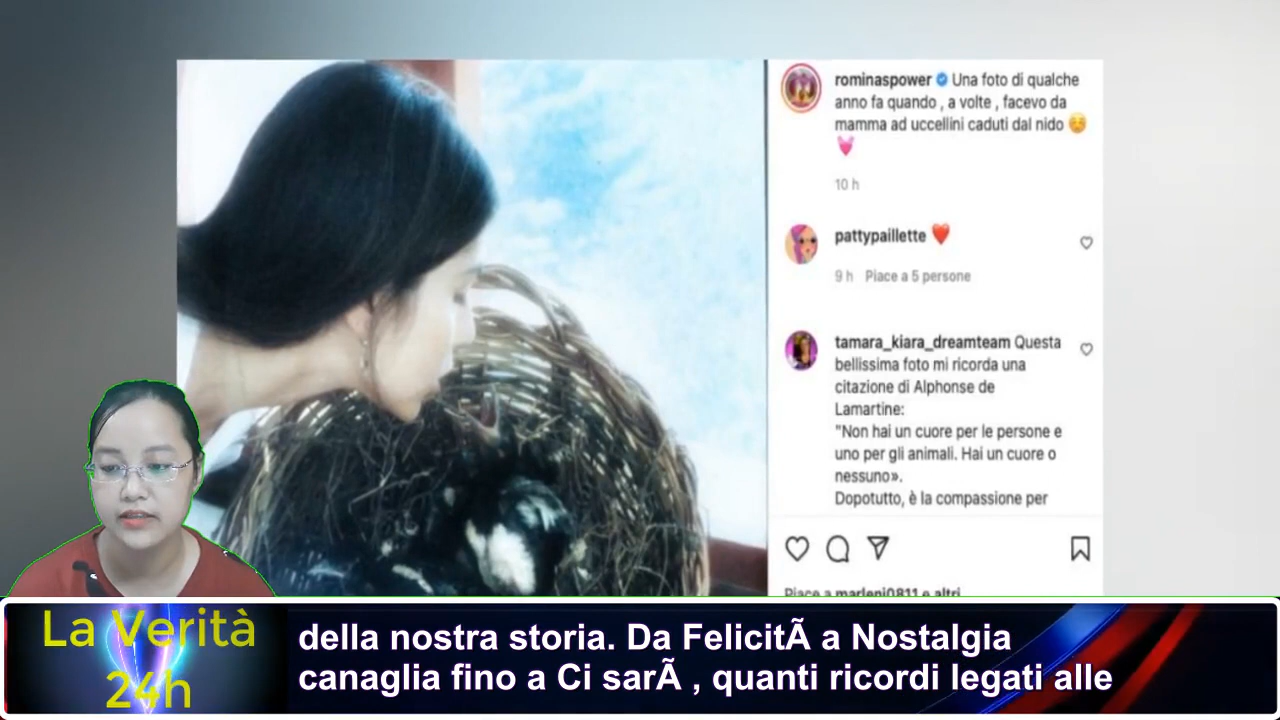 rominaspower Una foto di qualche
anno fa quando , a volte , facevo da
mamma ad uccellini caduti dal nido ☺️
💗
10 h
pattypaillette ❤️
9 h Piace a 5 persone
tamara_kiara_dreamteam Questa
bellissima foto mi ricorda una
citazione di Alphonse de
Lamartine:
"Non hai un cuore per le persone e
uno per gli animali. Hai un cuore o
nessuno».
Dopotutto, è la compassione per
Piace a marleni0811 e altri
La Verità
24h
della nostra storia. Da FelicitÃ a Nostalgia
canaglia fino a Ci sarÃ , quanti ricordi legati alle